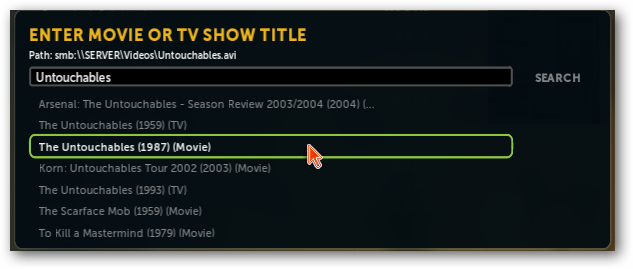 ENTER MOVIE OR TV SHOW TITLE
Path: smb:\\SERVER\Videos\Untouchables.avi
Untouchables SEARCH
Arsenal: The Untouchables - Season Review 2003/2004 (2004) (...
The Untouchables (1959) (TV)
The Untouchables (1987) (Movie)
Korn: Untouchables Tour 2002 (2003) (Movie)
The Untouchables (1993) (TV)
The Scarface Mob (1959) (Movie)
To Kill a Mastermind (1979) (Movie)